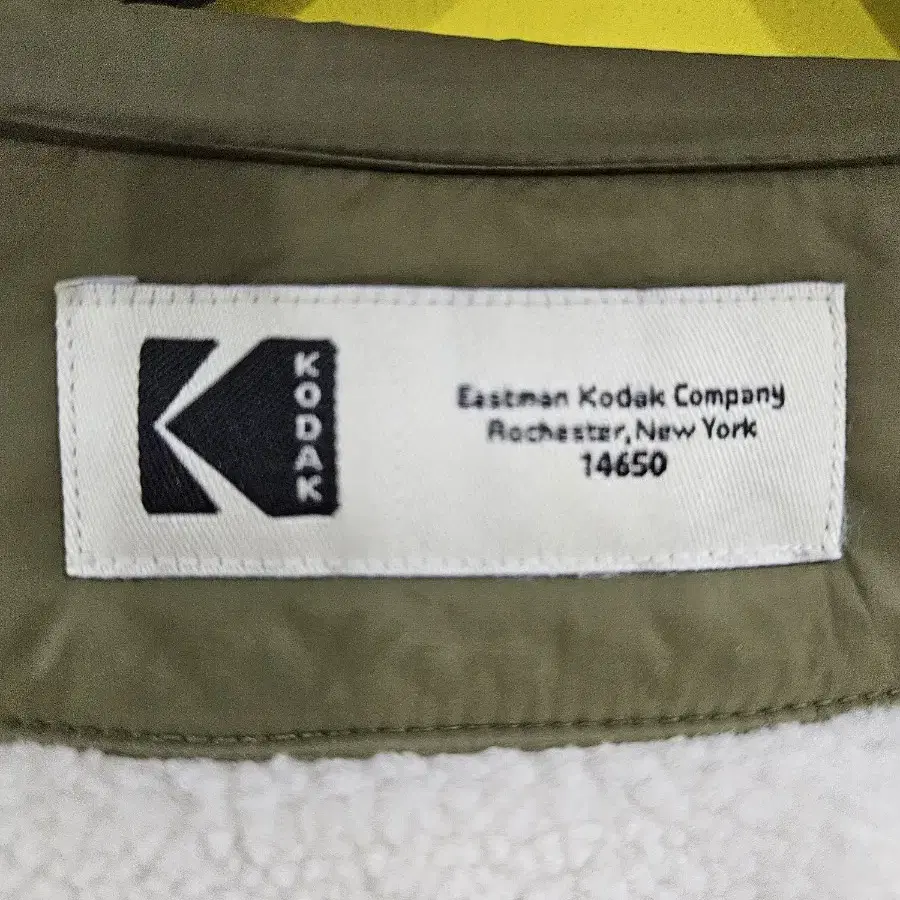 KODAK
Eastman Kodak Company
Rochester, New York
14650